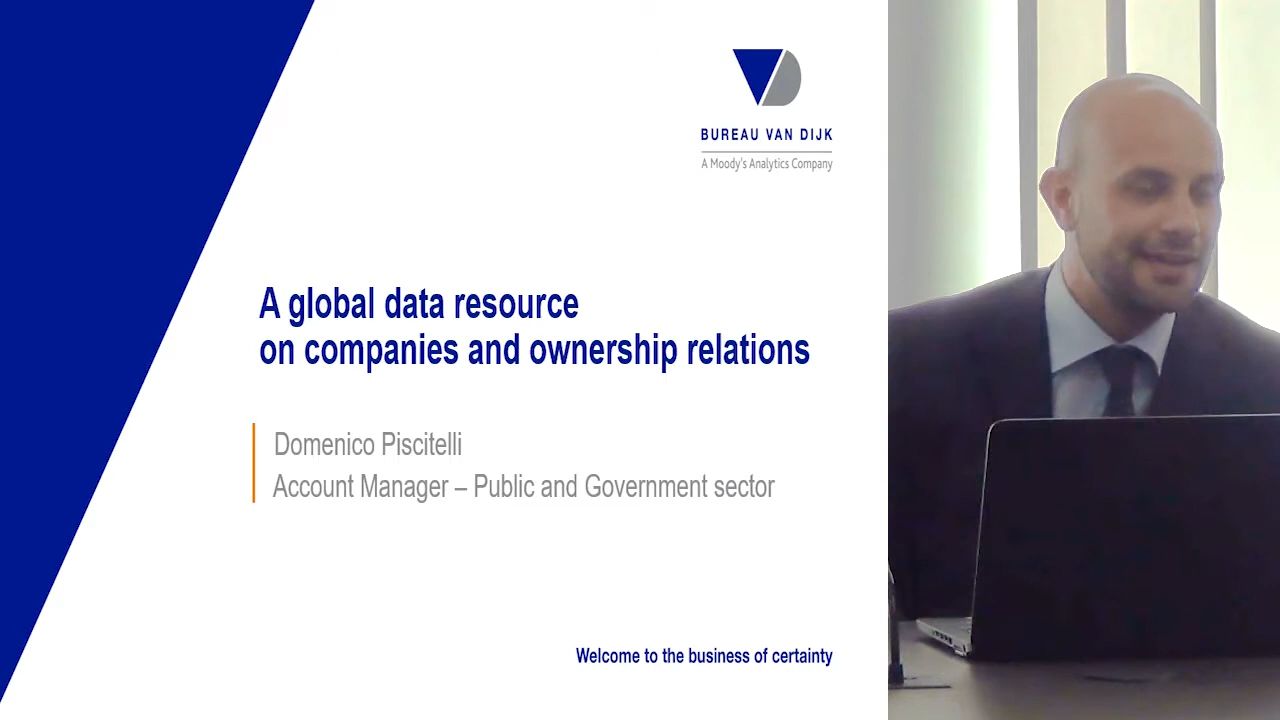 BUREAU VAN DIJK
A Moody's Analytics Company
A global data resource
on companies and ownership relations
Domenico Piscitelli
Account Manager – Public and Government sector
Welcome to the business of certainty